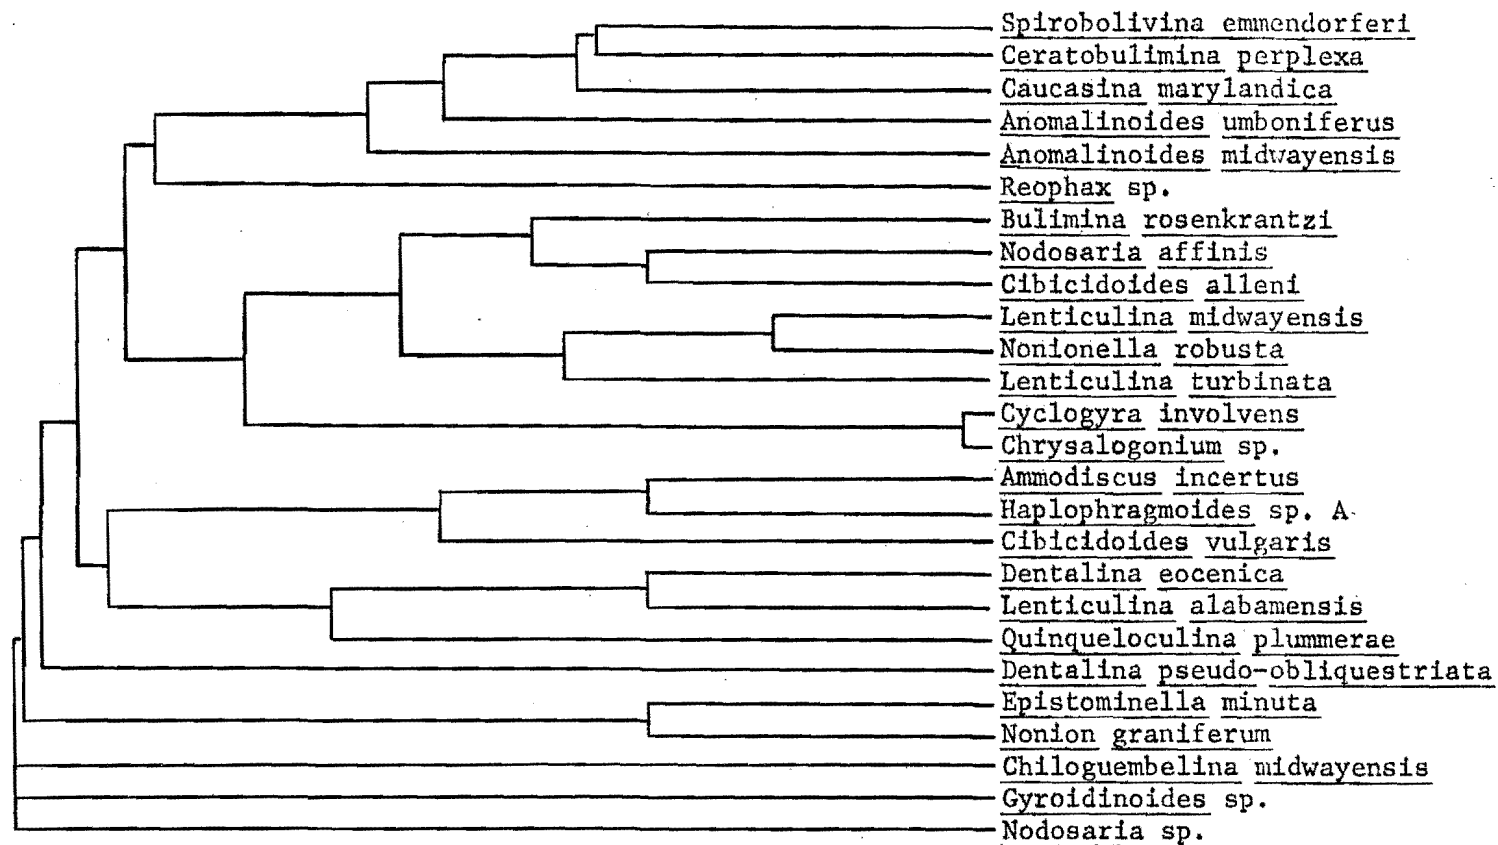 Spirobolivina emmendorferi
Ceratobulimina perplexa
Caucasina marylandica
Anomalinoides umboniferus
Anomalinoides midwayensis
Reophax sp.
Bulimina rosenkrantzi
Nodosaria affinis
Cibicidoides alleni
Lenticulina midwayensis
Nonionella robusta
Lenticulina turbinata
Cyclogyra involvens
Chrysalogonium sp.
Ammodiscus incertus
Haplophragmoides sp. A
Cibicidoides vulgaris
Dentalina eocenica
Lenticulina alabamensis
Quinqueloculina plummerae
Dentalina pseudo-obliquestriata
Epistominella minuta
Nonion graniferum
Chiloguembelina midwayensis
Gyroidinoides sp.
Nodosaria sp.